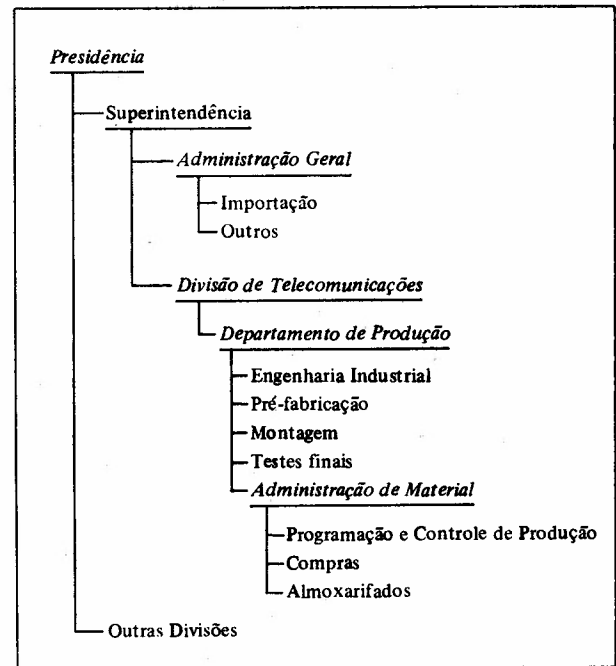 Presidência
Superintendência
Administração Geral
Importação
Outros
Divisão de Telecomunicações
Departamento de Produção
Engenharia Industrial
Pré-fabricação
Montagem
Testes finais
Administração de Material
Programação e Controle de Produção
Compras
Almoxarifados
Outras Divisões